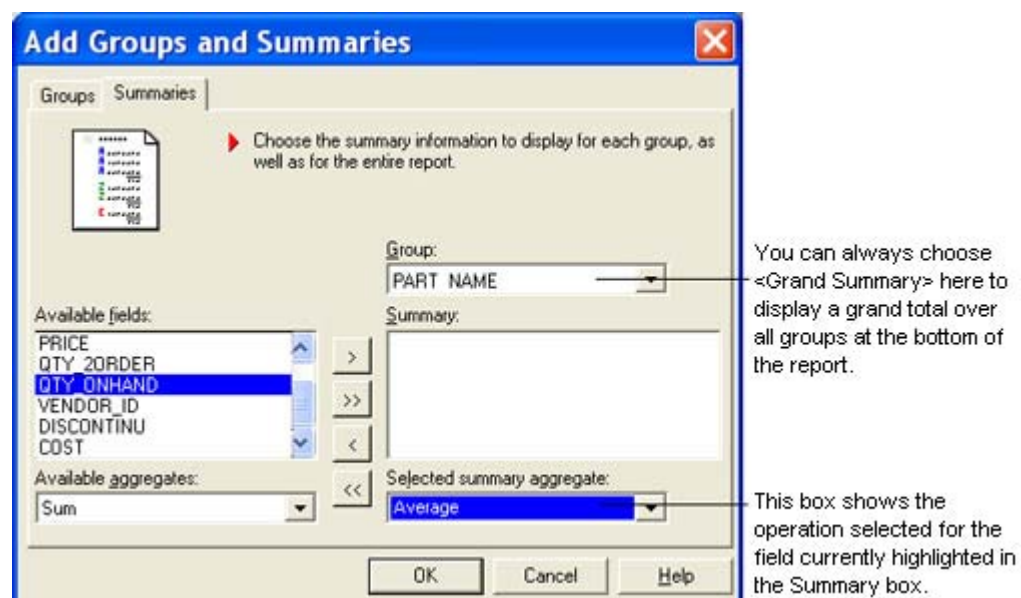 Add Groups and Summaries
Groups Summaries
Choose the summary information to display for each group, as
well as for the entire report.
Group:
PART NAME
Available fields:
PRICE
QTY_2ORDER
QTY_ONHAND
VENDOR_ID
DISCONTINU
COST
>
>>
<
<<
Summary:
Available aggregates:
Sum
Selected summary aggregate:
Average
OK Cancel Help
You can always choose
<Grand Summary> here to
display a grand total over
all groups at the bottom of
the report.
This box shows the
operation selected for the
field currently highlighted in
the Summary box.